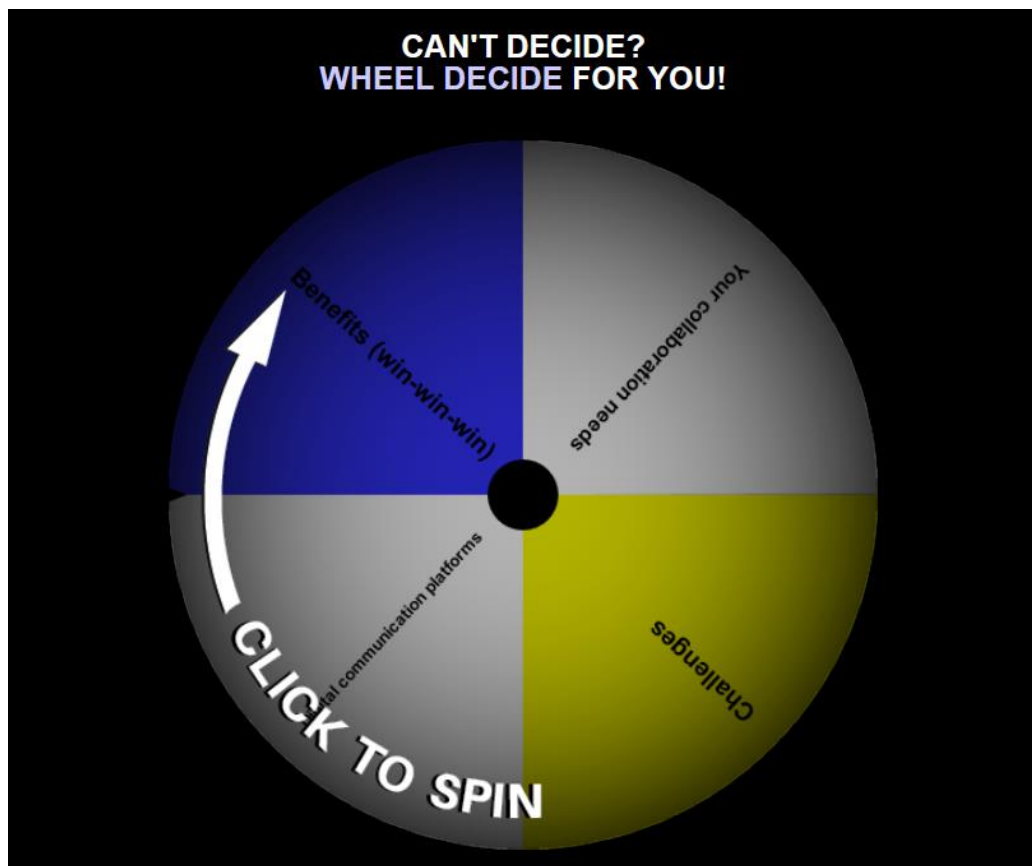 CAN'T DECIDE?
WHEEL DECIDE FOR YOU!
Benefits (win-win-win)
Your collaboration needs
communication platforms
Challenges
CLICK TO SPIN